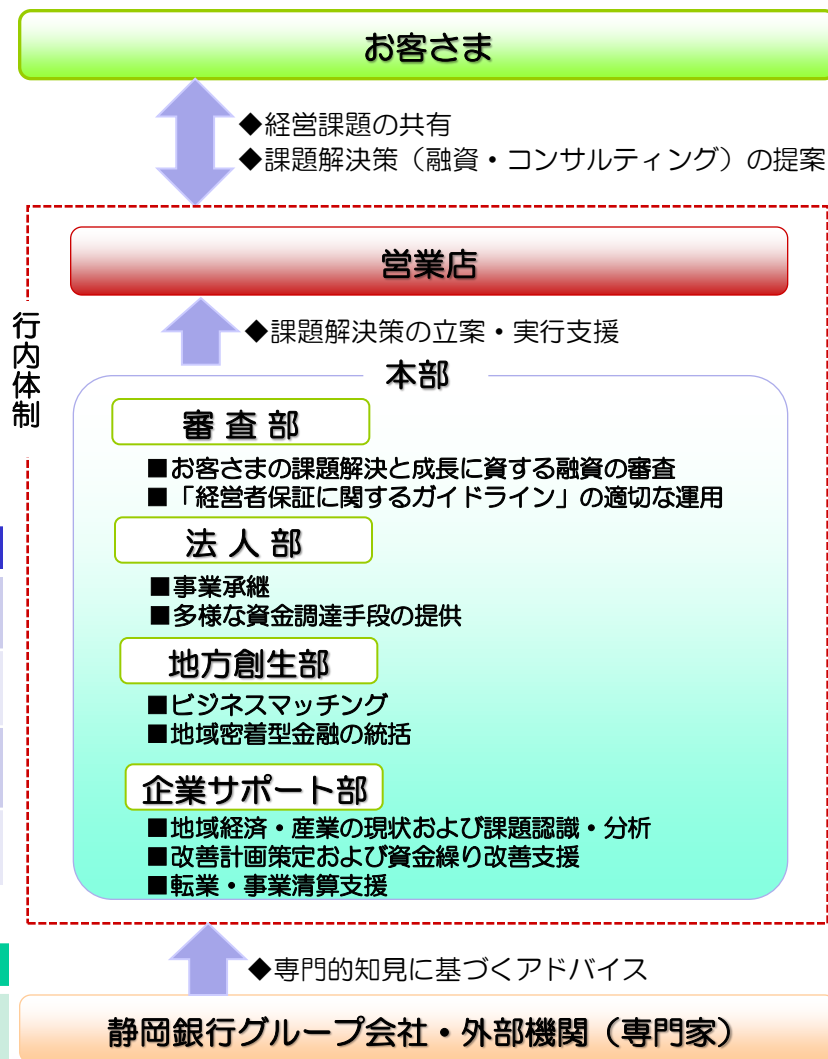 お客さま
◆経営課題の共有
◆課題解決策（融資・コンサルティング）の提案
行内体制
営業店
◆課題解決策の立案・実行支援
本部
審査部
■お客さまの課題解決と成長に資する融資の審査
■「経営者保証に関するガイドライン」の適切な運用
法人部
■事業承継
■多様な資金調達手段の提供
地方創生部
■ビジネスマッチング
■地域密着型金融の統括
企業サポート部
■地域経済・産業の現状および課題認識・分析
■改善計画策定および資金繰り改善支援
■転業・事業清算支援
◆専門的知見に基づくアドバイス
静岡銀行グループ会社・外部機関（専門家）